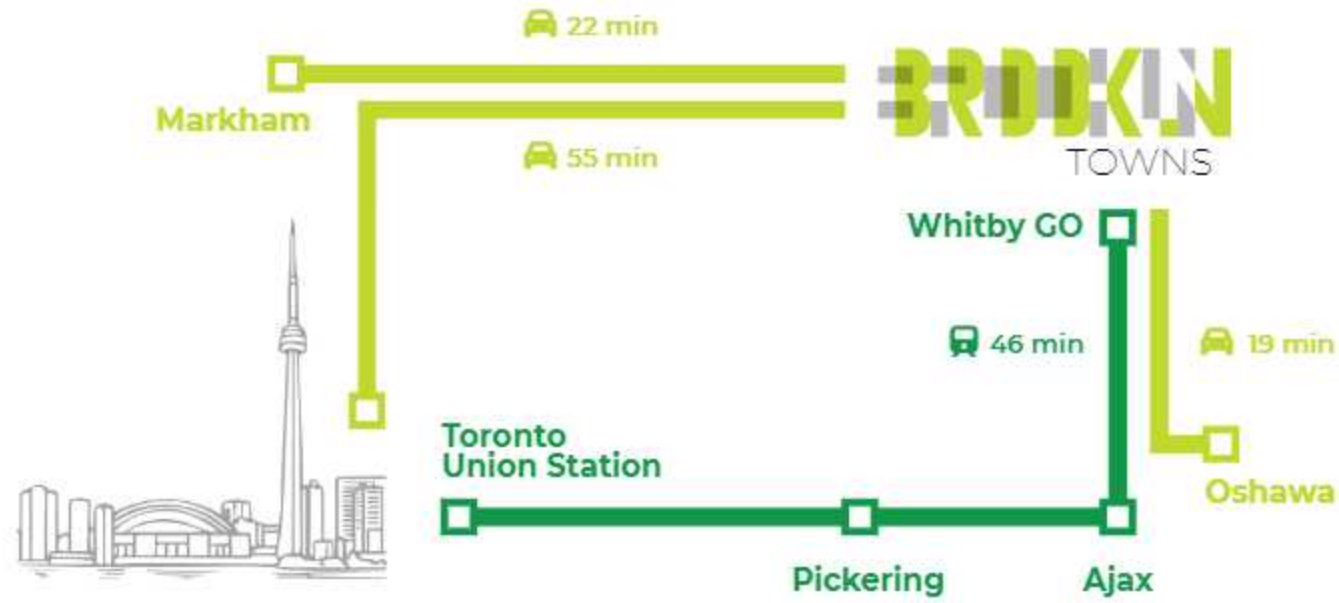 22 min
BROOKLIN
TOWNS
Markham
55 min
Whitby GO
46 min
19 min
Toronto
Union Station
Oshawa
Pickering
Ajax